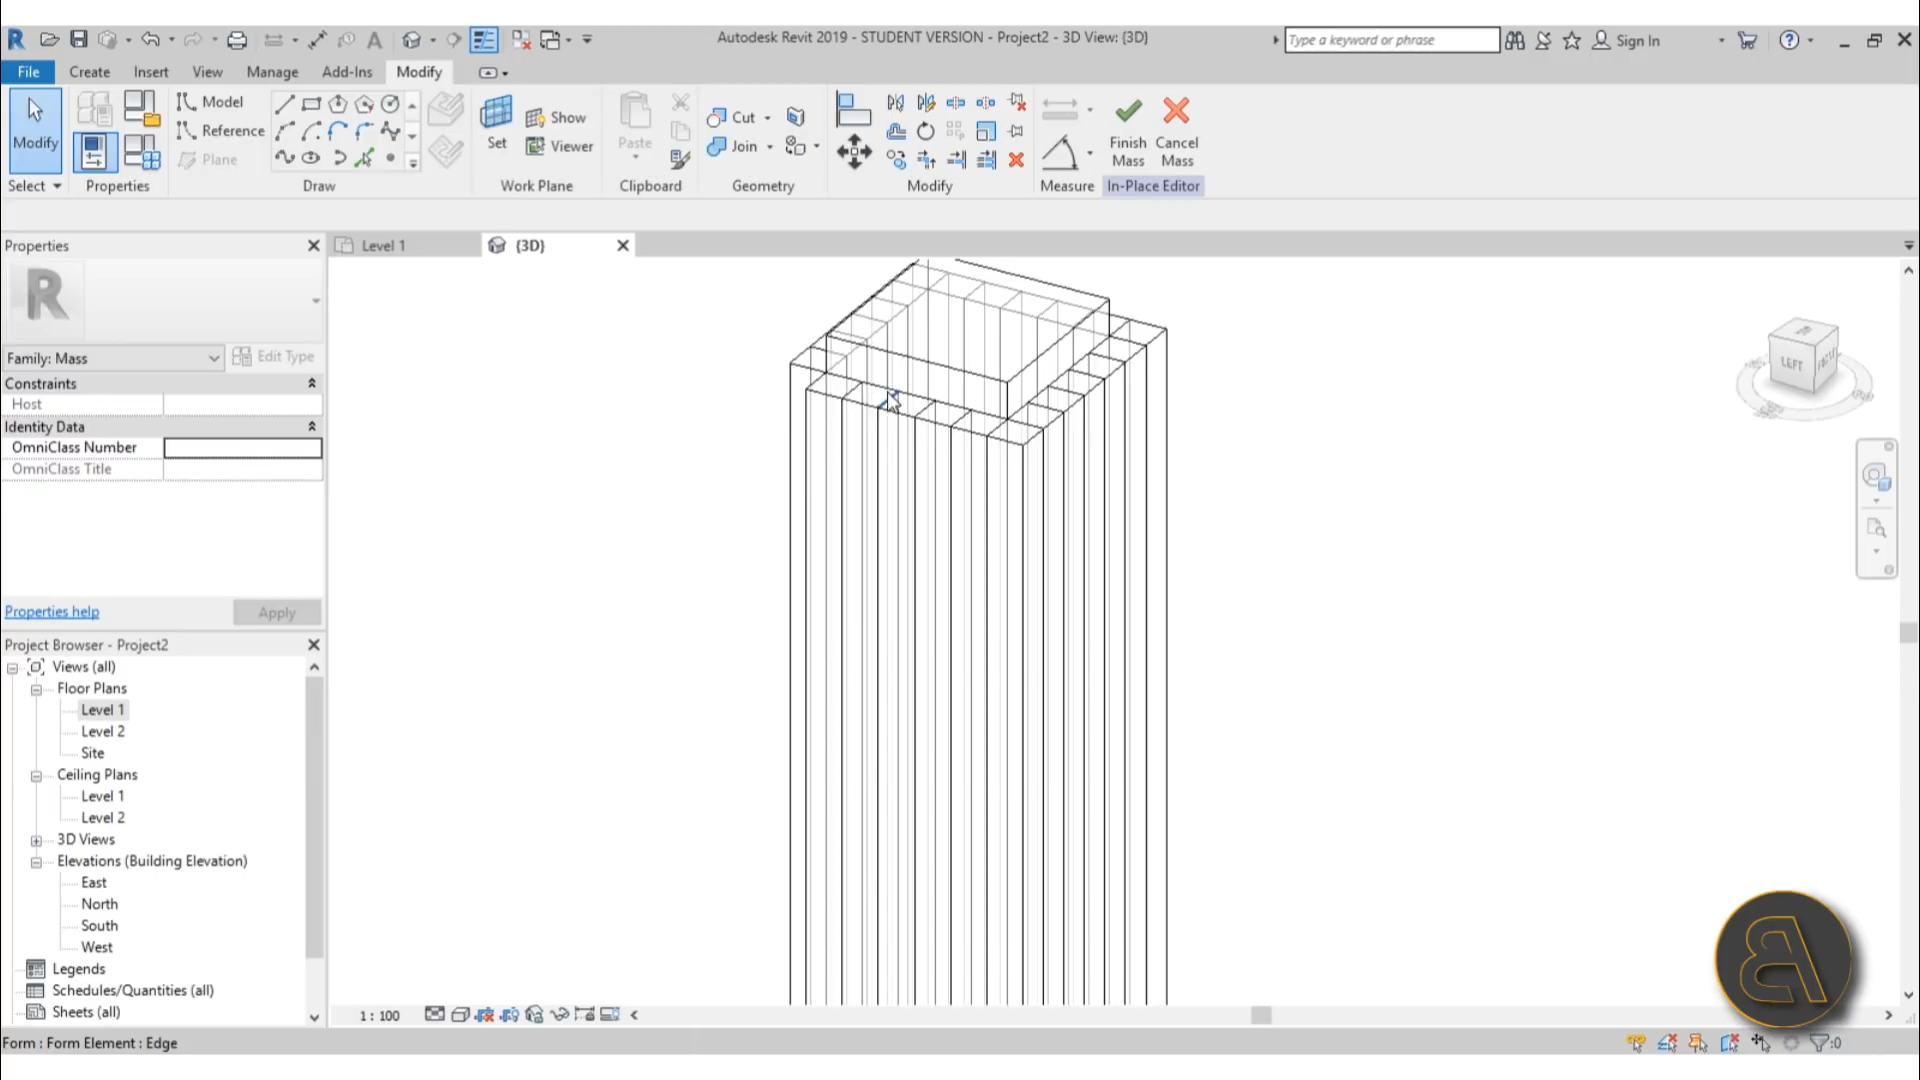 Autodesk Revit 2019 - STUDENT VERSION - Project2 - 3D View: {3D}
Type a keyword or phrase
Sign In
File Create Insert View Manage Add-Ins Modify
Modify
Select
Properties
Model
Reference
Plane
Draw
Set
Show
Viewer
Work Plane
Paste
Clipboard
Cut
Join
Geometry
Modify
Measure
Finish Mass
Cancel Mass
In-Place Editor
Properties
Level 1
{3D}
R
Family: Mass
Edit Type
Constraints
Host
Identity Data
OmniClass Number
OmniClass Title
Properties help
Apply
LEFT
Project Browser - Project2
Views (all)
Floor Plans
Level 1
Level 2
Site
Ceiling Plans
Level 1
Level 2
3D Views
Elevations (Building Elevation)
East
North
South
West
Legends
Schedules/Quantities (all)
Sheets (all)
1 : 100
Form : Form Element : Edge
:0